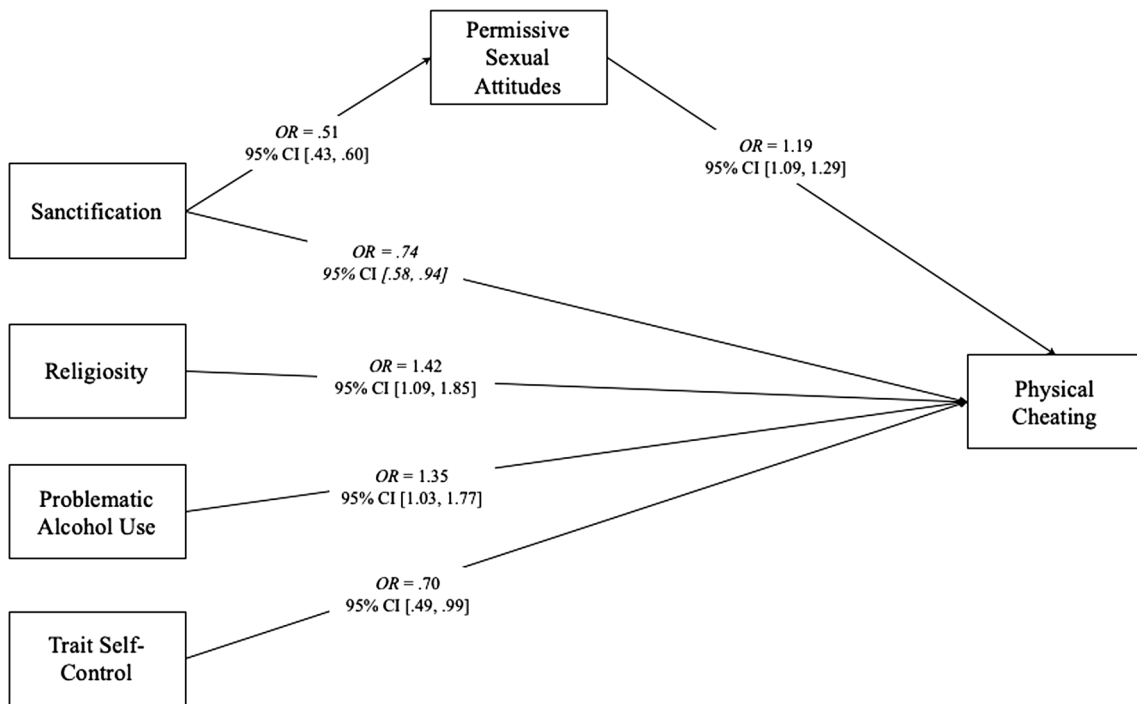 Permissive
Sexual
Attitudes
OR = .51
95% CI [.43, .60]
OR = 1.19
95% CI [1.09, 1.29]
Sanctification
OR = .74
95% CI [.58, .94]
Religiosity
OR = 1.42
95% CI [1.09, 1.85]
Physical
Cheating
Problematic
Alcohol Use
OR = 1.35
95% CI [1.03, 1.77]
OR = .70
95% CI [.49, .99]
Trait Self-
Control